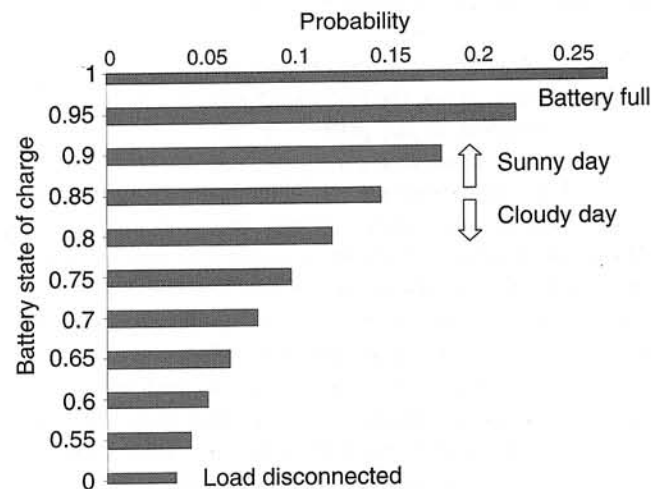 Probability
0 0.05 0.1 0.15 0.2 0.25
1
Battery full
0.95
0.9
Sunny day
0.85
Cloudy day
0.8
0.75
0.7
0.65
0.6
0.55
0
Load disconnected
Battery state of charge